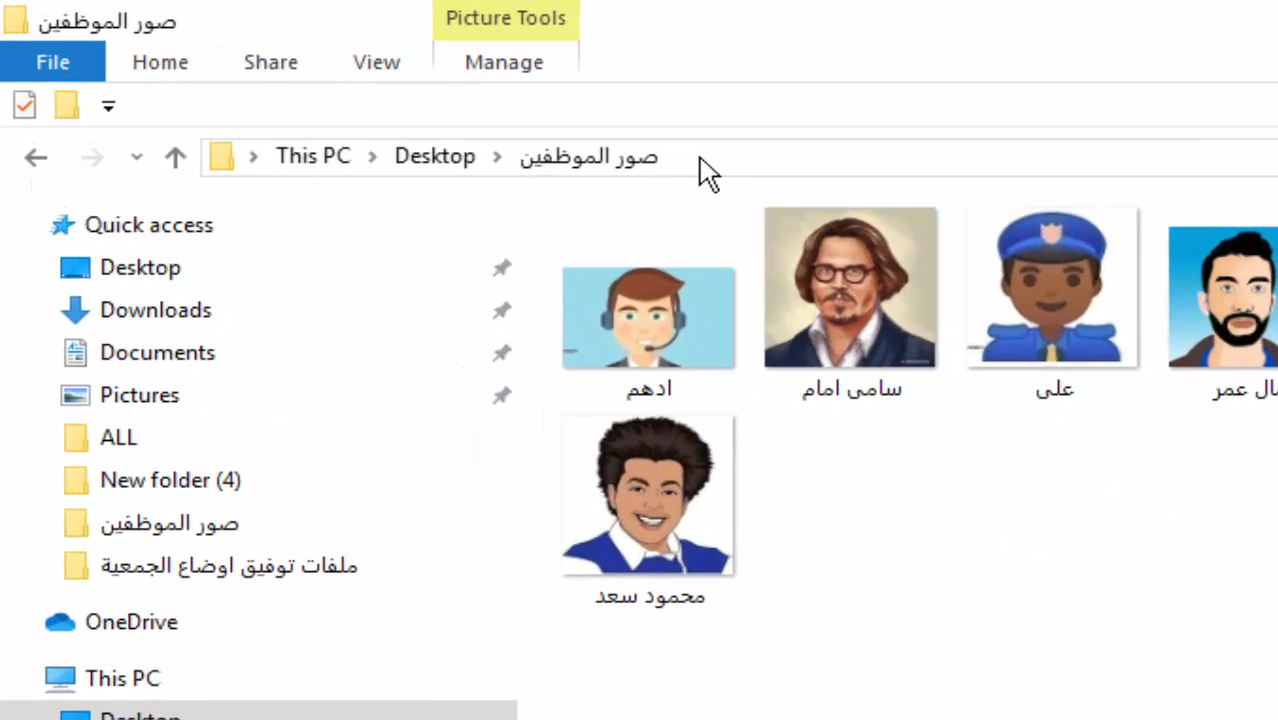 صور الموظفين
Picture Tools
File Home Share View Manage
This PC Desktop صور الموظفين
Quick access
Desktop
Downloads
Documents
Pictures
ALL
New folder (4)
صور الموظفين
ملفات توفيق اوضاع الجمعية
OneDrive
This PC
Desktop
ادهم
سامى امام
على
عمر
محمود سعد